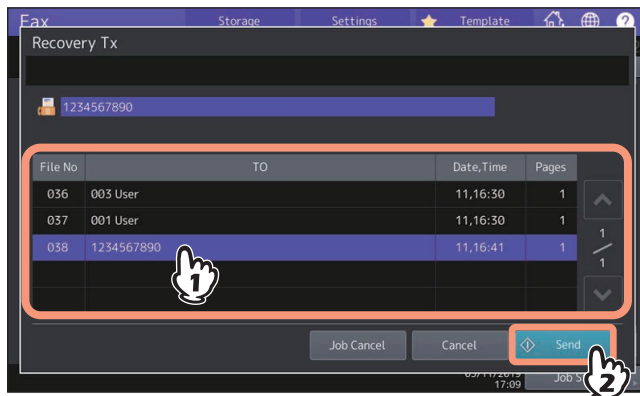 Fax Storage Settings Template ?
Recovery Tx
1234567890
File No TO Date,Time Pages
036 003 User 11,16:30 1
037 001 User 11,16:30 1
038 1234567890 11,16:41 1
1
1
1
Job Cancel Cancel Send
2
17:09